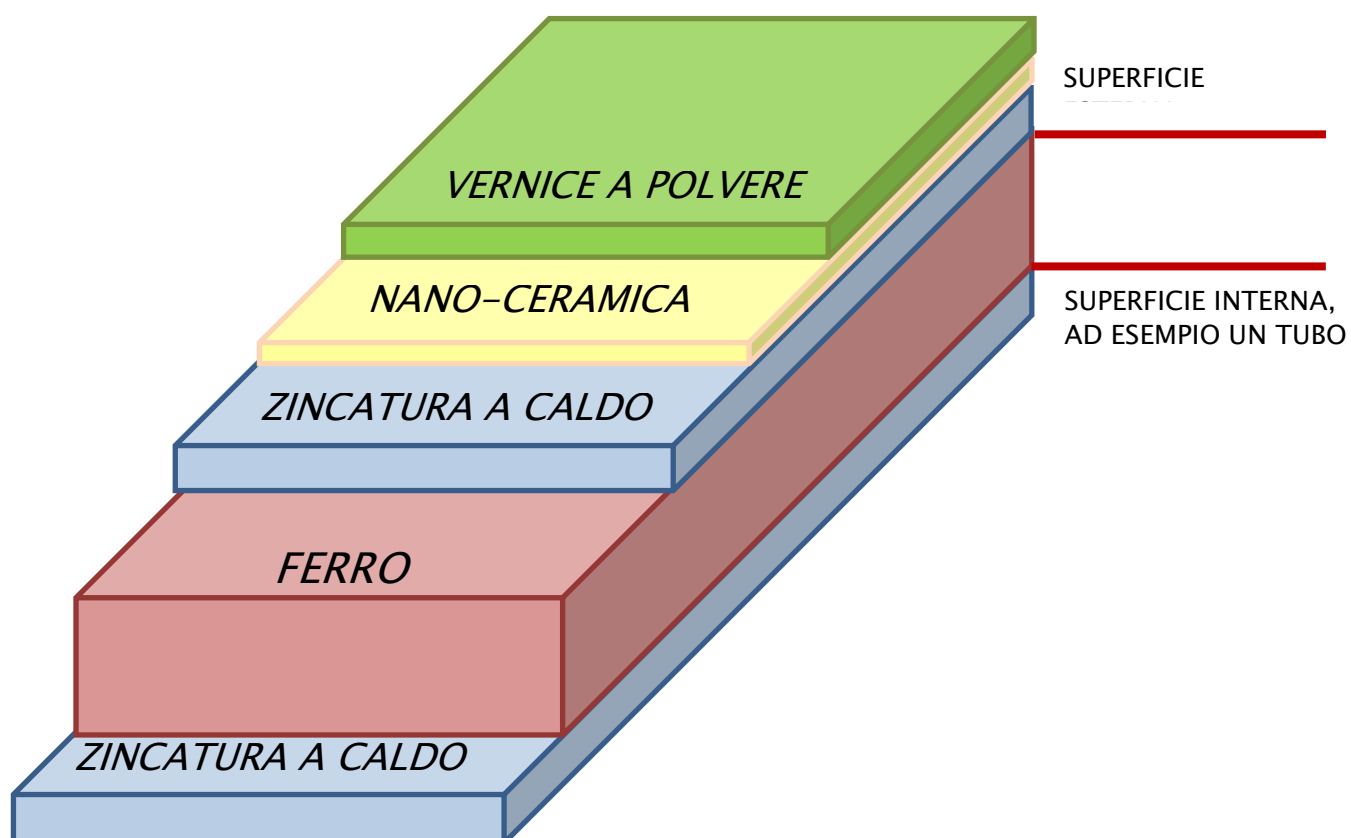 SUPERFICIE
VERNICE A POLVERE
NANO-CERAMICA
SUPERFICIE INTERNA,
AD ESEMPIO UN TUBO
ZINCATURA A CALDO
FERRO
ZINCATURA A CALDO